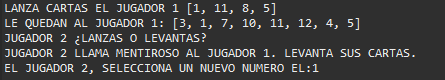 LANZA CARTAS EL JUGADOR 1 [1, 11, 8, 5]
LE QUEDAN AL JUGADOR 1: [3, 1, 7, 10, 11, 12, 4, 5]
JUGADOR 2 ¿LANZAS O LEVANTAS?
JUGADOR 2 LLAMA MENTIROSO AL JUGADOR 1. LEVANTA SUS CARTAS.
EL JUGADOR 2, SELECCIONA UN NUEVO NUMERO EL:1